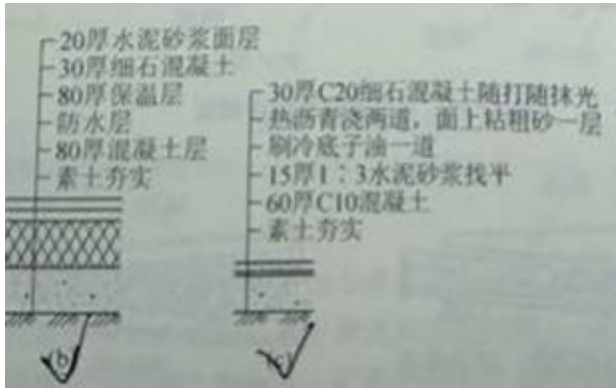 20厚水泥砂浆面层
30厚细石混凝土
80厚保温层
防水层
80厚混凝土层
素土夯实
(b)
30厚C20细石混凝土随打随抹光
热沥青浇两道，面上粘粗砂一层
刷冷底子油一道
15厚1：3水泥砂浆找平
60厚C10混凝土
素土夯实
(c)